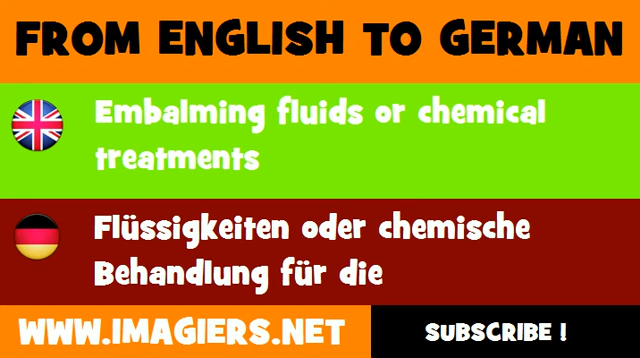 FROM ENGLISH TO GERMAN
Embalming fluids or chemical
treatments
Flüssigkeiten oder chemische
Behandlung für die
WWW.IMAGIERS.NET
SUBSCRIBE !